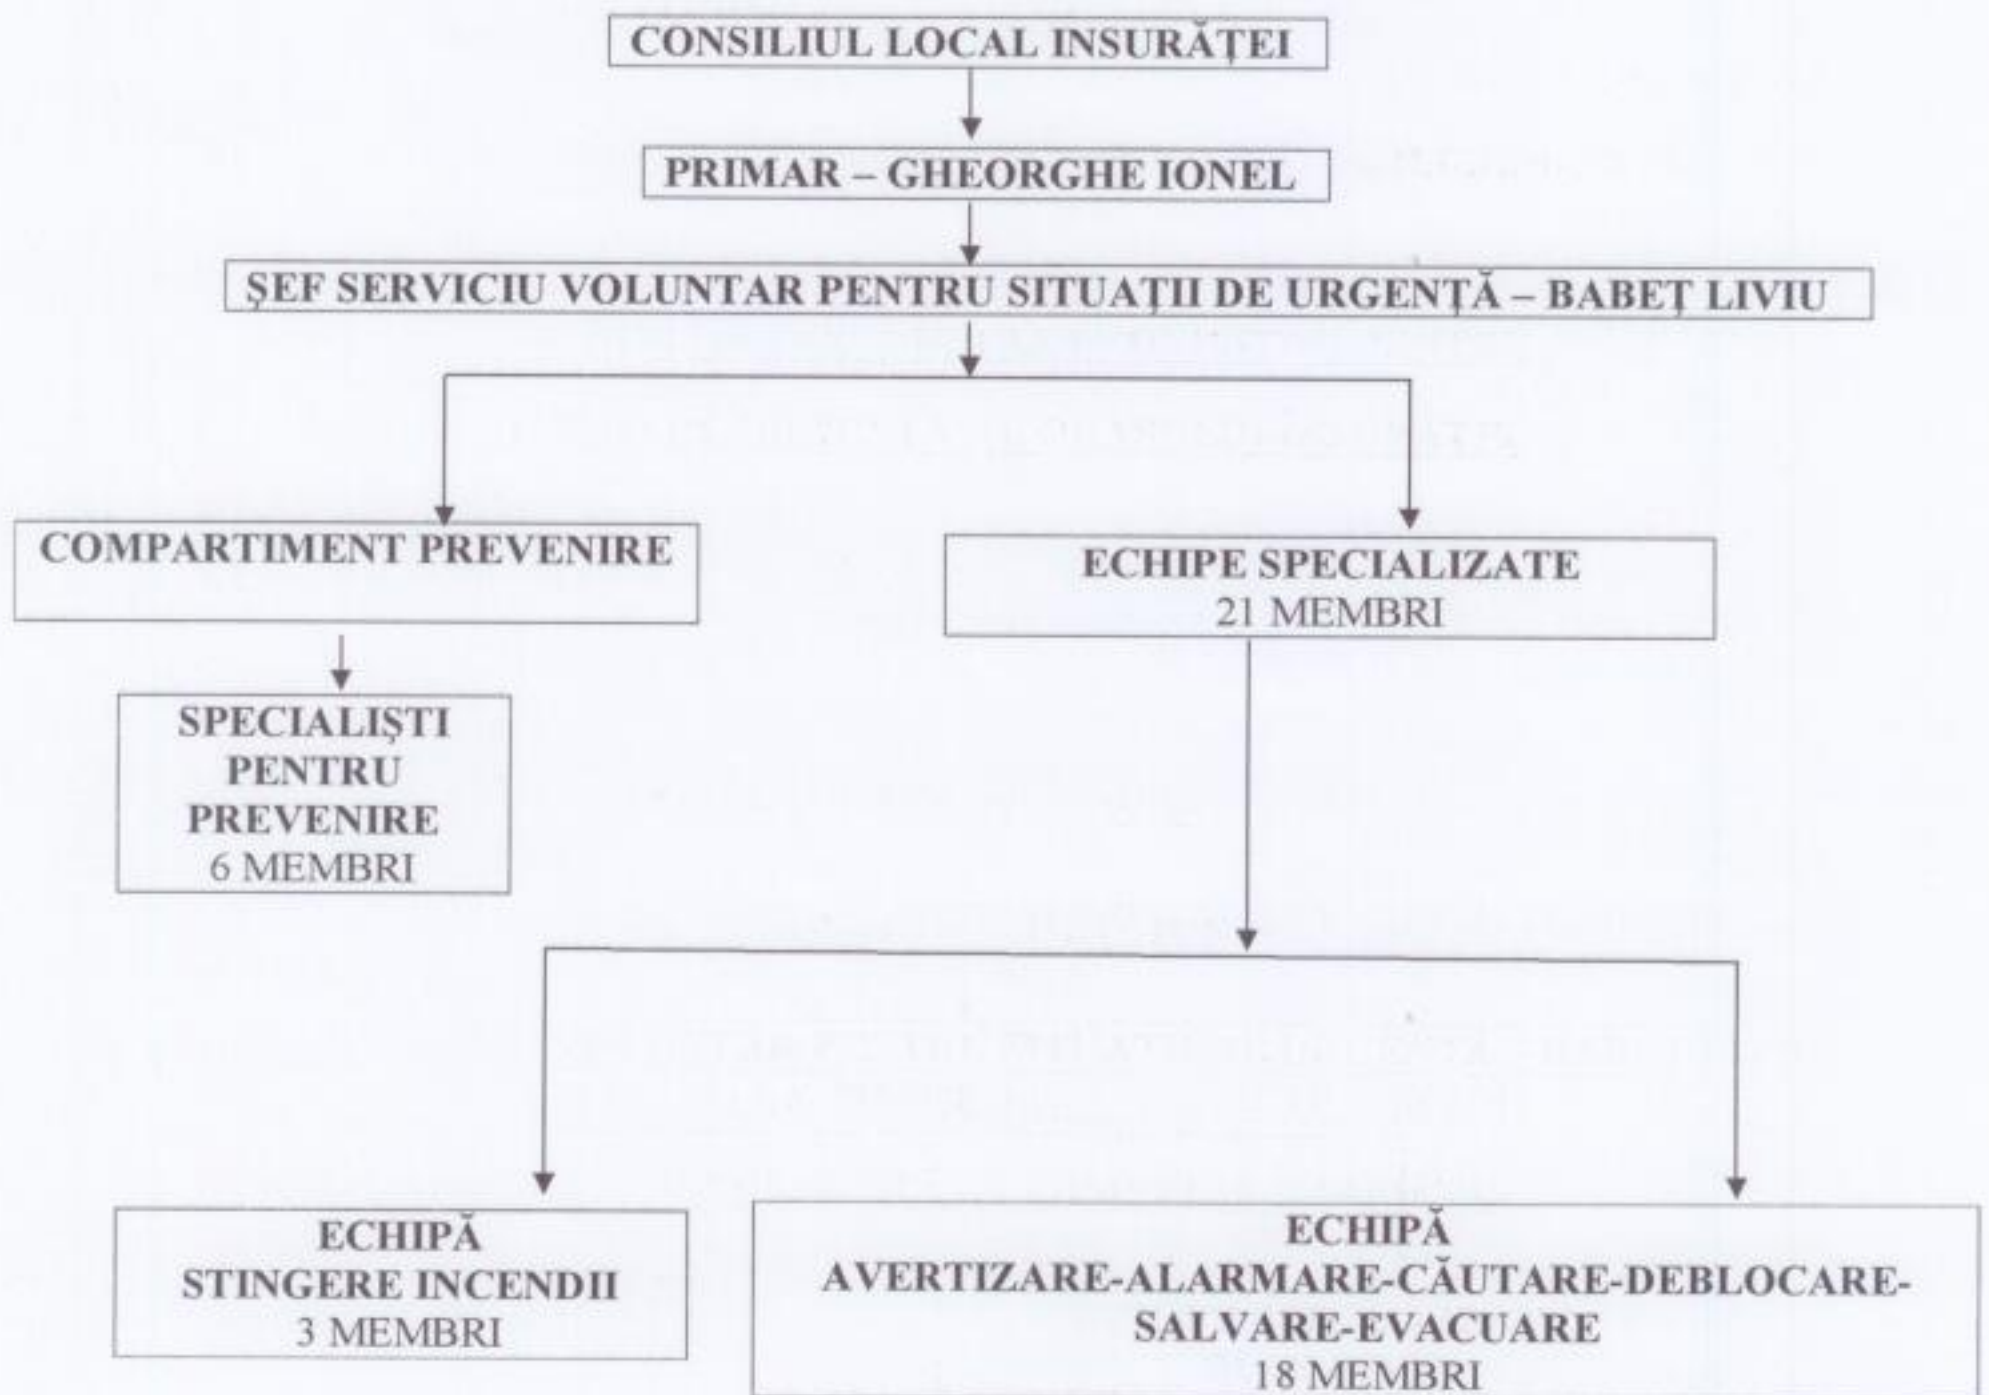 CONSILIUL LOCAL INSURĂȚEI
PRIMAR – GHEORGHE IONEL
ȘEF SERVICIU VOLUNTAR PENTRU SITUAȚII DE URGENȚĂ – BABEȚ LIVIU
COMPARTIMENT PREVENIRE
ECHIPE SPECIALIZATE
21 MEMBRI
SPECIALIȘTI
PENTRU
PREVENIRE
6 MEMBRI
ECHIPĂ
STINGERE INCENDII
3 MEMBRI
ECHIPĂ
AVERTIZARE-ALARMARE-CĂUTARE-DEBLOCARE-
SALVARE-EVACUARE
18 MEMBRI